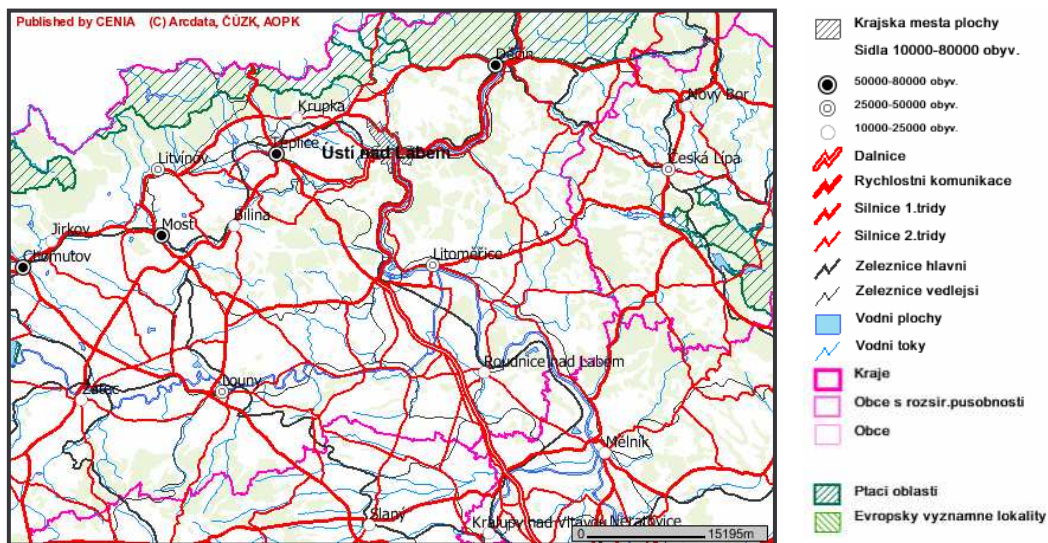 Published by CENIA (C) Arcdata, ČÚZK, AOPK
Děčín
Nový Bor
Krupka
Teplice
Ústí nad Labem
Litvínov
Česká Lípa
Bílina
Most
Jirkov
Chomutov
Litoměřice
Roudnice nad Labem
Žatec
Louny
Mělník
Slaný
Kralupy nad Vltavou
Neratovice
0
15195m
Krajska mesta plochy
Sidla 10000-80000 obyv.
50000-80000 obyv.
25000-50000 obyv.
10000-25000 obyv.
Dalnice
Rychlostni komunikace
Silnice 1.tridy
Silnice 2.tridy
Zeleznice hlavni
Zeleznice vedlejsi
Vodni plochy
Vodni toky
Kraje
Obce s rozsir.pusobnosti
Obce
Ptaci oblasti
Evropsky vyznamne lokality